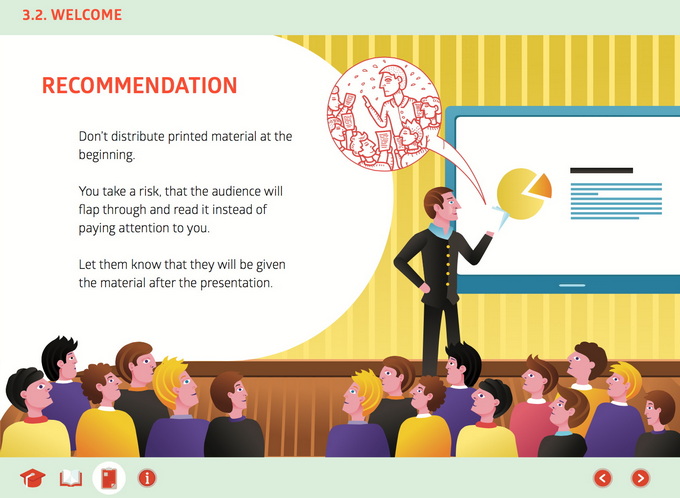 3.2. WELCOME
RECOMMENDATION
Don't distribute printed material at the
beginning.
You take a risk, that the audience will
flap through and read it instead of
paying attention to you.
Let them know that they will be given
the material after the presentation.